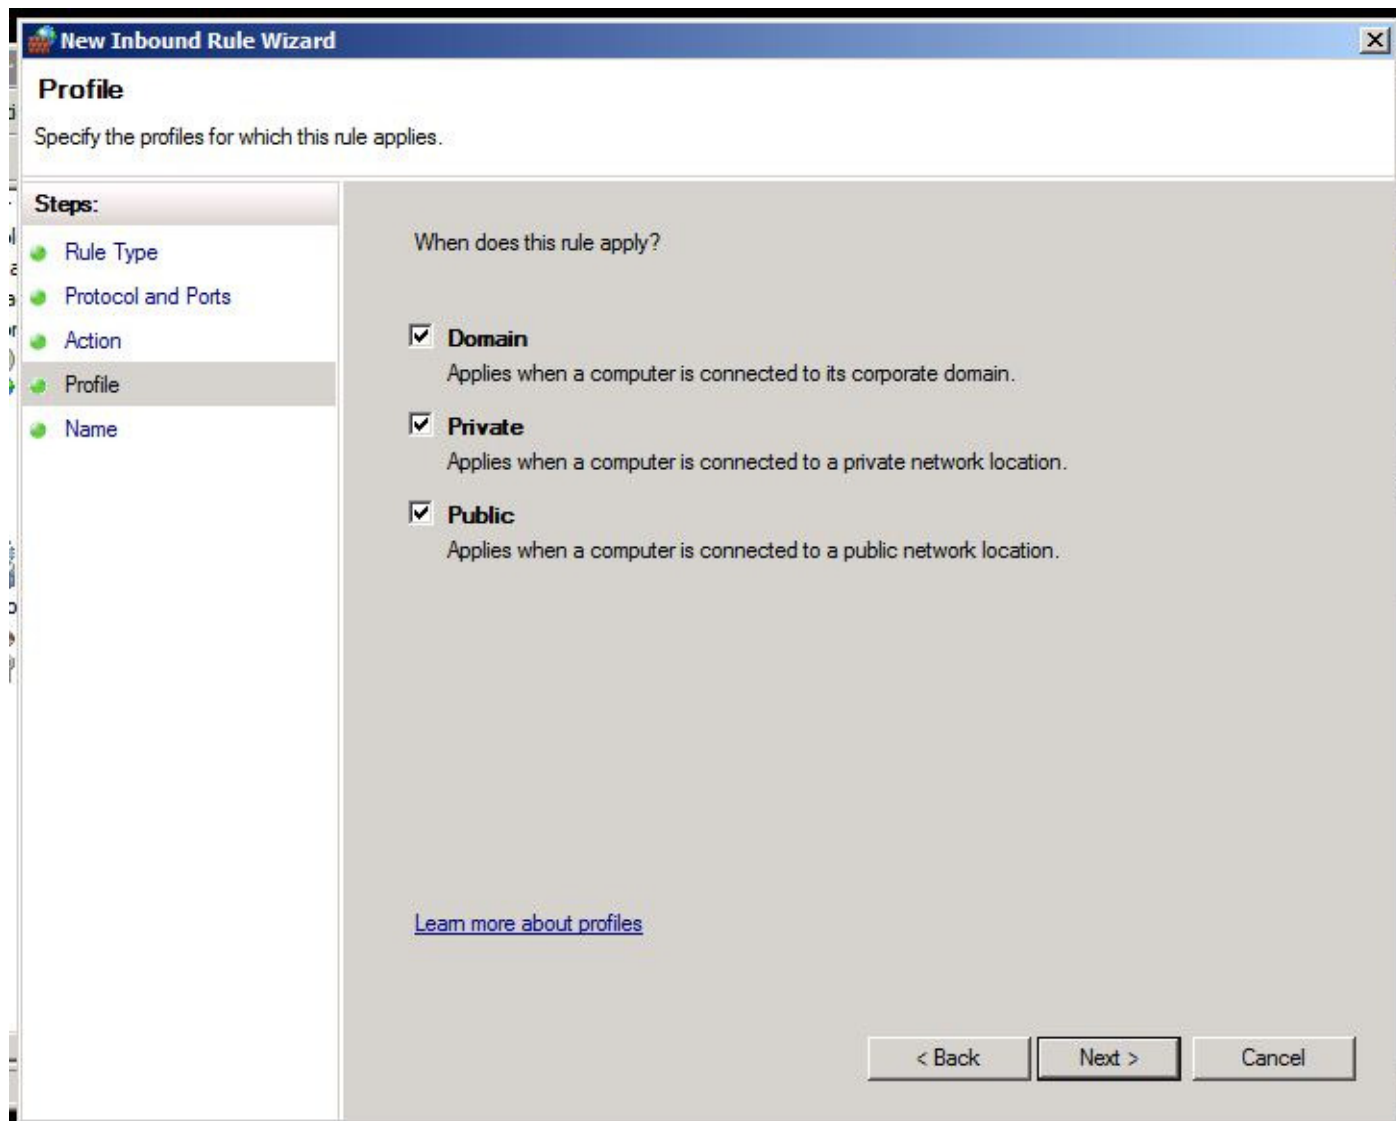 New Inbound Rule Wizard
Profile
Specify the profiles for which this rule applies.
Steps:
Rule Type
Protocol and Ports
Action
Profile
Name
When does this rule apply?
Domain
Applies when a computer is connected to its corporate domain.
Private
Applies when a computer is connected to a private network location.
Public
Applies when a computer is connected to a public network location.
Learn more about profiles
< Back
Next >
Cancel